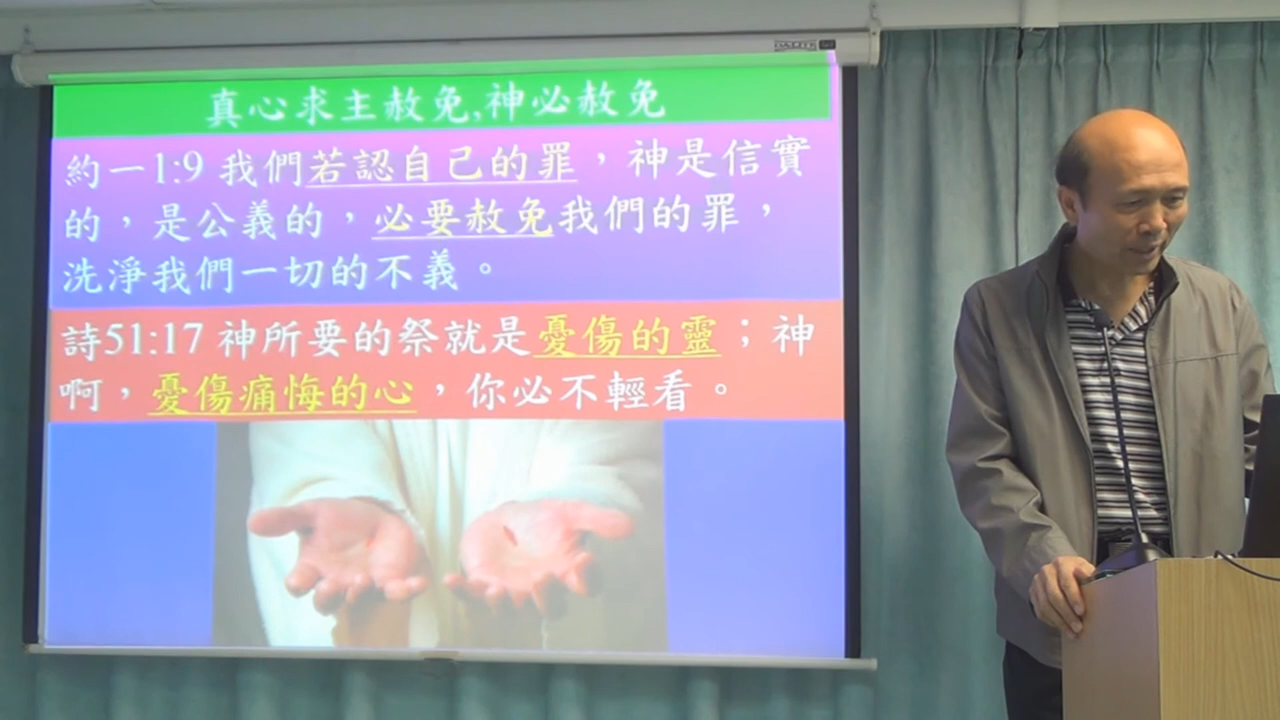 真心求主赦免,神必赦免
約一1:9 我們若認自己的罪，神是信實
的，是公義的，必要赦免我們的罪，
洗淨我們一切的不義。
詩51:17 神所要的祭就是憂傷的靈；神
啊，憂傷痛悔的心，你必不輕看。